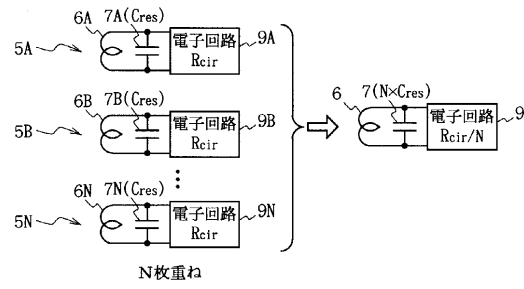 6A 7A(Cres)
5A 電子回路 9A
Rcir
6B 7B(Cres)
5B 電子回路 9B
Rcir
6 7(N×Cres)
電子回路 9
Rcir/N
6N 7N(Cres)
5N 電子回路 9N
Rcir
N枚重ね